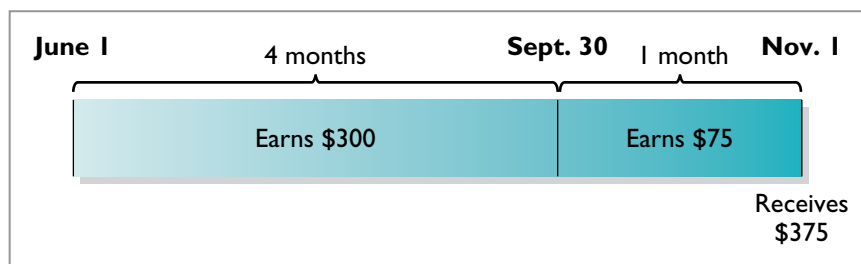 June 1
4 months
Sept. 30
1 month
Nov. 1
Earns $300
Earns $75
Receives
$375